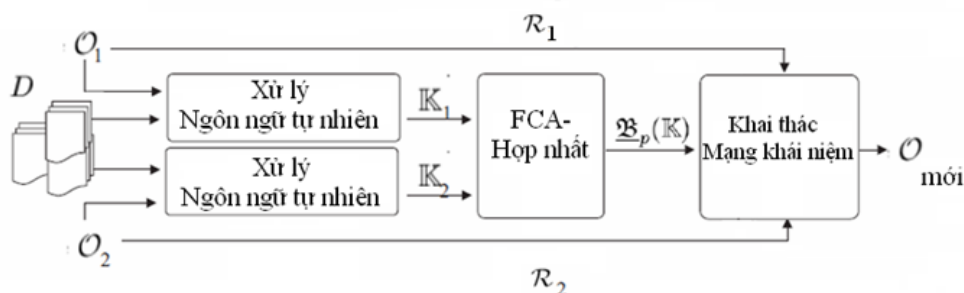 ℛ₁
𝒪₁
D
Xử lý
Ngôn ngữ tự nhiên
𝕂₁
Xử lý
Ngôn ngữ tự nhiên
𝕂₂
FCA-
Hợp nhất
𝔅ₚ(𝕂)
Khai thác
Mạng khái niệm
𝒪 mới
𝒪₂
ℛ₂